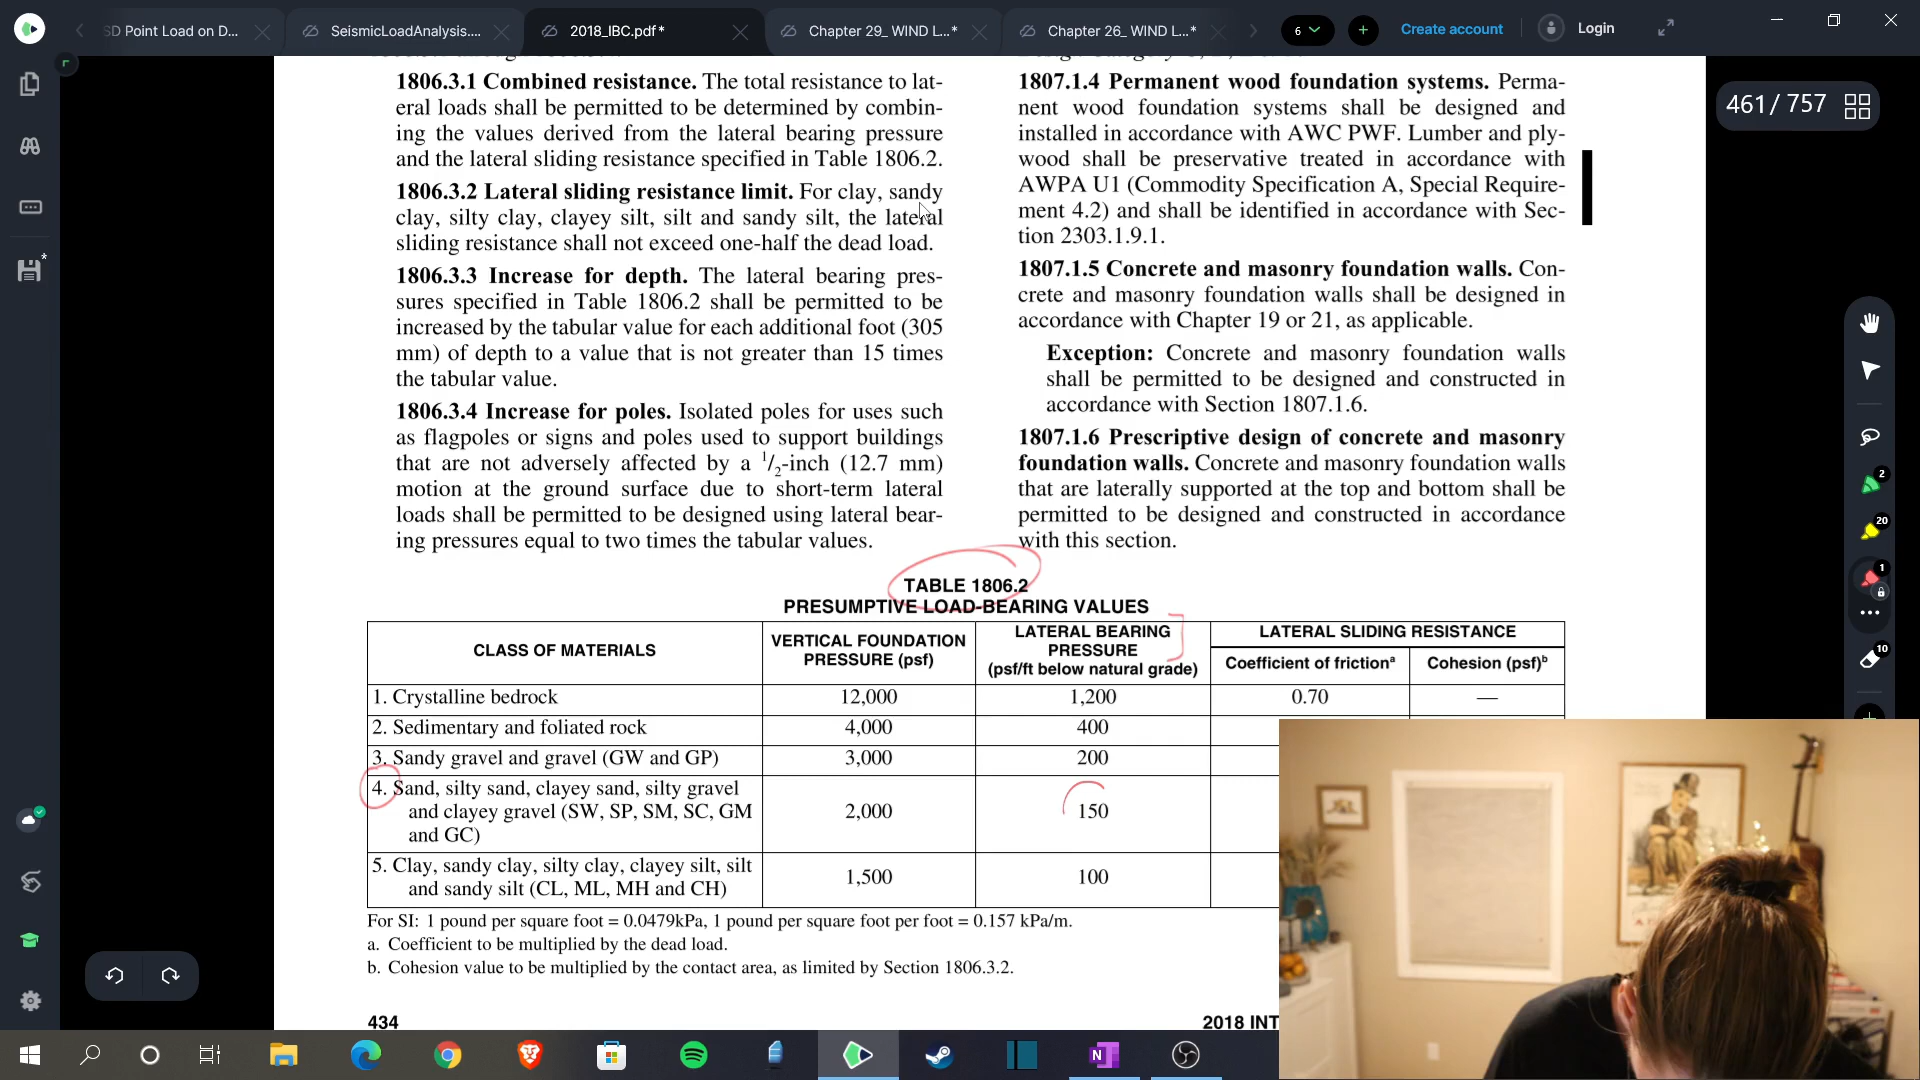 SD Point Load on D...
SeismicLoadAnalysis....
2018_IBC.pdf*
Chapter 29_ WIND L...*
Chapter 26_ WIND L...*
6
Create account
Login
461 / 757
1806.3.1 Combined resistance. The total resistance to lat-
eral loads shall be permitted to be determined by combin-
ing the values derived from the lateral bearing pressure
and the lateral sliding resistance specified in Table 1806.2.
1806.3.2 Lateral sliding resistance limit. For clay, sandy
clay, silty clay, clayey silt, silt and sandy silt, the lateral
sliding resistance shall not exceed one-half the dead load.
1806.3.3 Increase for depth. The lateral bearing pres-
sures specified in Table 1806.2 shall be permitted to be
increased by the tabular value for each additional foot (305
mm) of depth to a value that is not greater than 15 times
the tabular value.
1806.3.4 Increase for poles. Isolated poles for uses such
as flagpoles or signs and poles used to support buildings
that are not adversely affected by a 1/2-inch (12.7 mm)
motion at the ground surface due to short-term lateral
loads shall be permitted to be designed using lateral bear-
ing pressures equal to two times the tabular values.
1807.1.4 Permanent wood foundation systems. Perma-
nent wood foundation systems shall be designed and
installed in accordance with AWC PWF. Lumber and ply-
wood shall be preservative treated in accordance with
AWPA U1 (Commodity Specification A, Special Require-
ment 4.2) and shall be identified in accordance with Sec-
tion 2303.1.9.1.
1807.1.5 Concrete and masonry foundation walls. Con-
crete and masonry foundation walls shall be designed in
accordance with Chapter 19 or 21, as applicable.
Exception: Concrete and masonry foundation walls
shall be permitted to be designed and constructed in
accordance with Section 1807.1.6.
1807.1.6 Prescriptive design of concrete and masonry
foundation walls. Concrete and masonry foundation walls
that are laterally supported at the top and bottom shall be
permitted to be designed and constructed in accordance
with this section.
TABLE 1806.2
PRESUMPTIVE LOAD-BEARING VALUES
CLASS OF MATERIALS
VERTICAL FOUNDATION
PRESSURE (psf)
LATERAL BEARING
PRESSURE
(psf/ft below natural grade)
LATERAL SLIDING RESISTANCE
Coefficient of frictionᵃ
Cohesion (psf)ᵇ
1. Crystalline bedrock 12,000 1,200 0.70 —
2. Sedimentary and foliated rock 4,000 400
3. Sandy gravel and gravel (GW and GP) 3,000 200
4. Sand, silty sand, clayey sand, silty gravel
and clayey gravel (SW, SP, SM, SC, GM 2,000 150
and GC)
5. Clay, sandy clay, silty clay, clayey silt, silt
and sandy silt (CL, ML, MH and CH) 1,500 100
For SI: 1 pound per square foot = 0.0479kPa, 1 pound per square foot per foot = 0.157 kPa/m.
a. Coefficient to be multiplied by the dead load.
b. Cohesion value to be multiplied by the contact area, as limited by Section 1806.3.2.
434
2018 INT
2
20
1
10
N